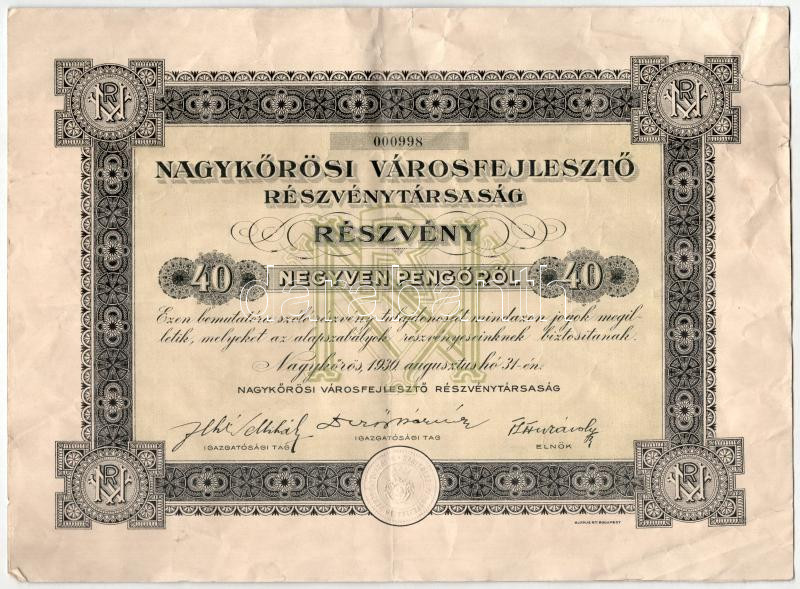 000998
NAGYKŐRÖSI VÁROSFEJLESZTŐ
RÉSZVÉNYTÁRSASÁG
RÉSZVÉNY
40 NEGYVEN PENGŐRŐL 40
Ezen bemutatóra szóló részvény tulajdonosát mindazon jogok megil-
letik, melyeket az alapszabályok részvényeseinknek biztosítanak.
Nagykőrös, 1930 augusztus hó 31-én.
NAGYKŐRÖSI VÁROSFEJLESZTŐ RÉSZVÉNYTÁRSASÁG
IGAZGATÓSÁGI TAG IGAZGATÓSÁGI TAG ELNÖK